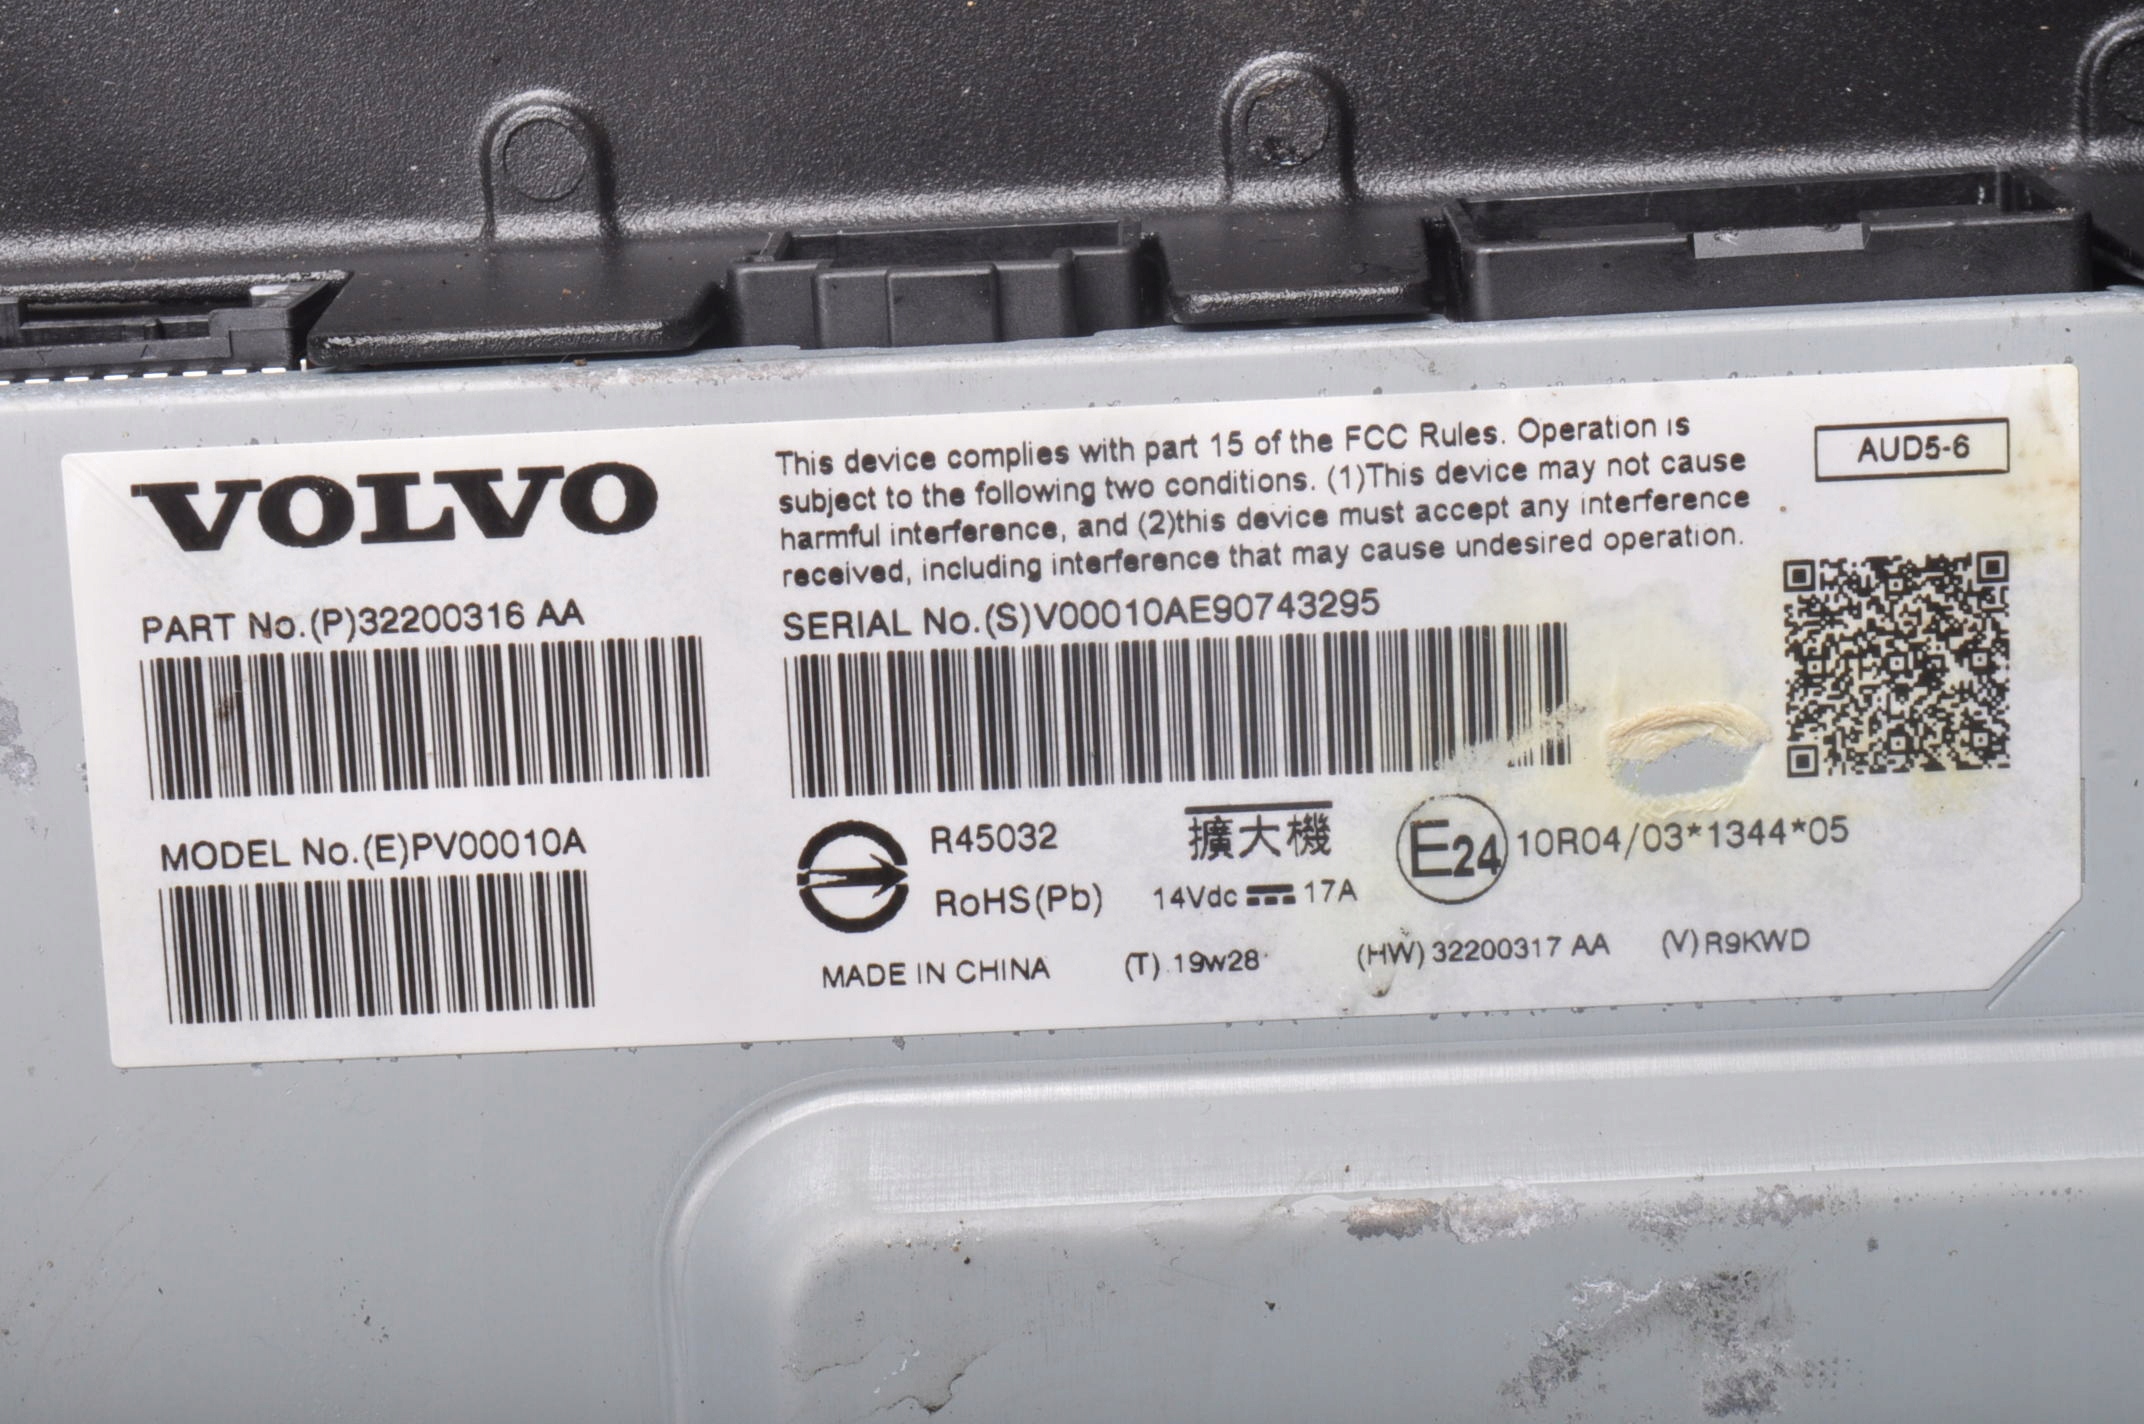 VOLVO
This device complies with part 15 of the FCC Rules. Operation is
subject to the following two conditions. (1)This device may not cause
harmful interference, and (2)this device must accept any interference
received, including interference that may cause undesired operation.
AUD5-6
PART No.(P)32200316 AA
SERIAL No.(S)V00010AE90743295
MODEL No.(E)PV00010A
R45032
RoHS(Pb)
擴大機
14Vdc 17A
E24
10R04/03*1344*05
MADE IN CHINA
(T) 19w28
(HW) 32200317 AA
(V) R9KWD